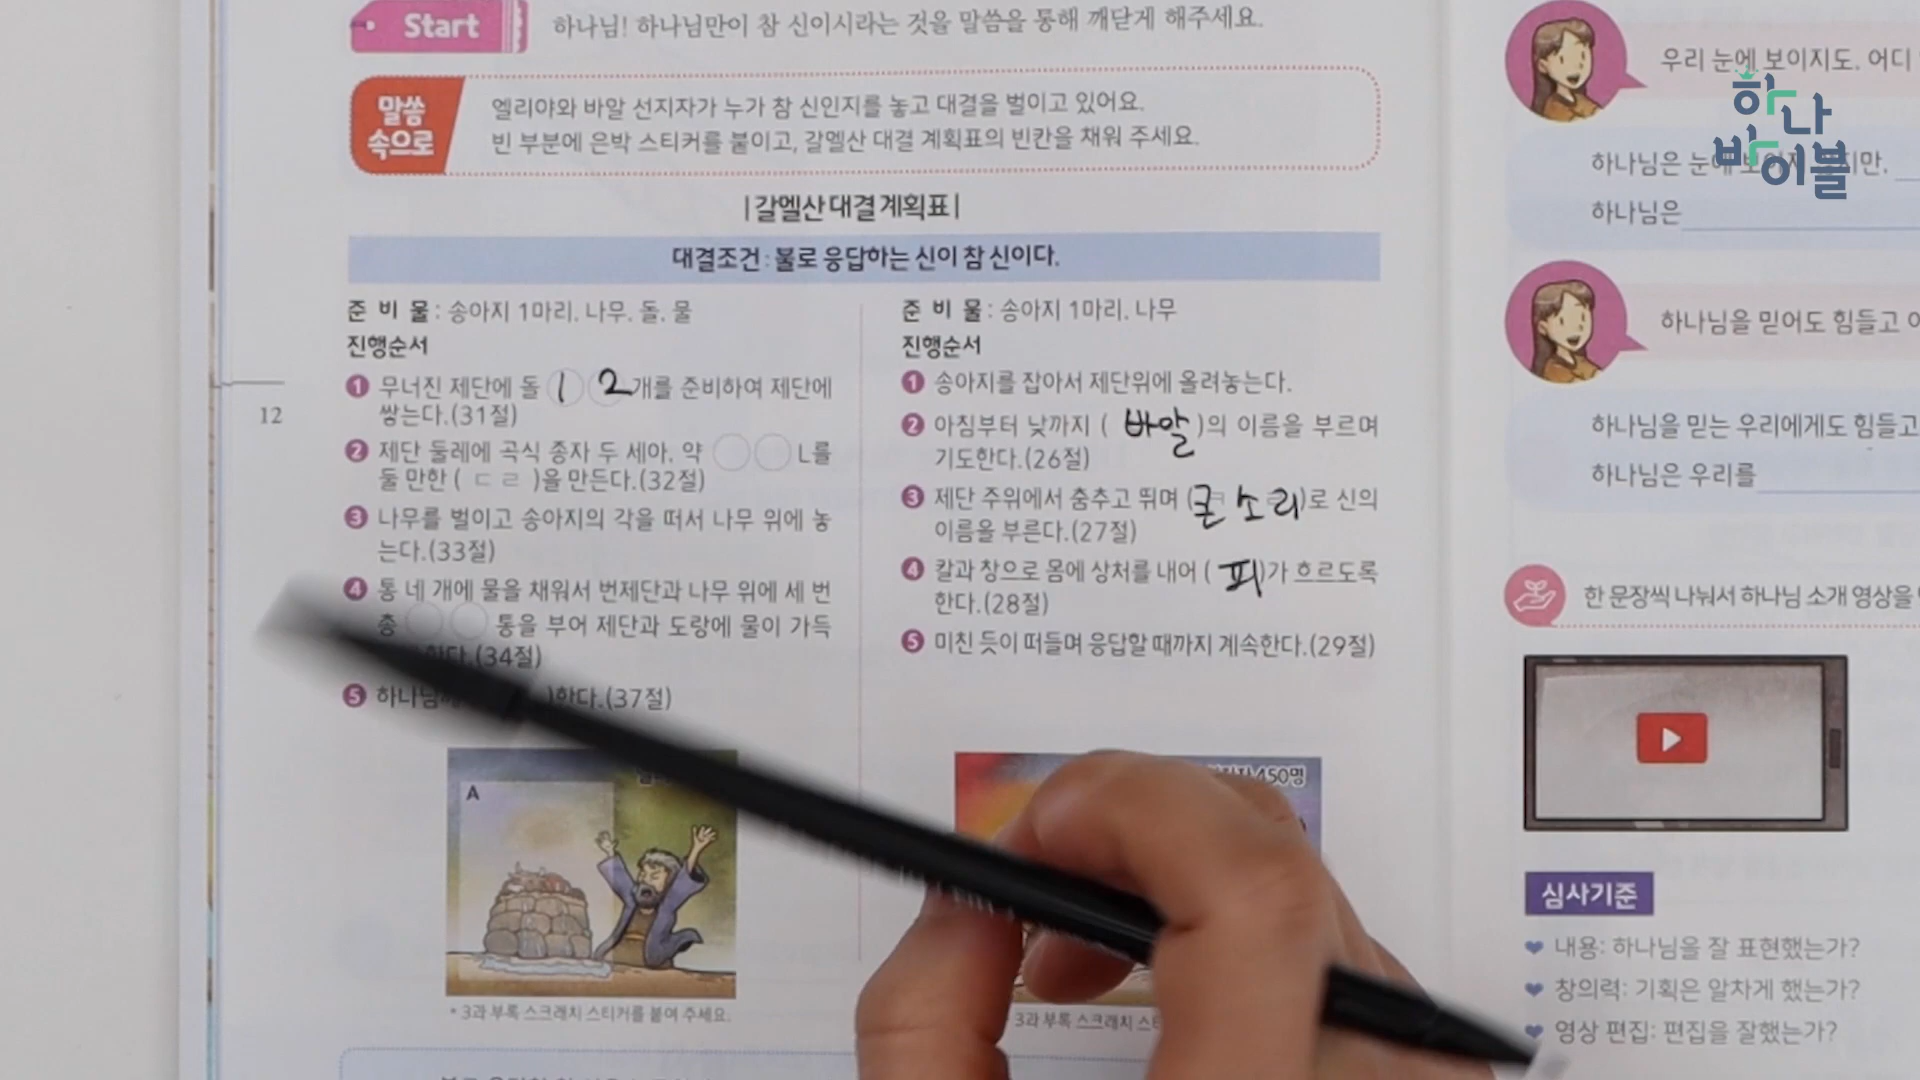 Start
하나님! 하나님만이 참 신이시라는 것을 말씀을 통해 깨닫게 해주세요.
말씀
속으로
엘리야와 바알 선지자가 누가 참 신인지를 놓고 대결을 벌이고 있어요.
빈 부분에 은박 스티커를 붙이고, 갈멜산 대결 계획표의 빈칸을 채워 주세요.
|갈멜산 대결 계획표|
대결조건 : 불로 응답하는 신이 참 신이다.
준 비 물 : 송아지 1마리, 나무, 돌, 물
진행순서
1 무너진 제단에 돌 1 2개를 준비하여 제단에
쌓는다.(31절)
2 제단 둘레에 곡식 종자 두 세아, 약 ○○ L를
둘 만한 ( ㄷ ㄹ )을 만든다.(32절)
3 나무를 벌이고 송아지의 각을 떠서 나무 위에 놓
는다.(33절)
4 통 네 개에 물을 채워서 번제단과 나무 위에 세 번
총 ○○ 통을 부어 제단과 도랑에 물이 가득
한다.(34절)
5 하나님께 )한다.(37절)
A
* 3과 부록 스크래치 스티커를 붙여 주세요.
12
준 비 물 : 송아지 1마리, 나무
진행순서
1 송아지를 잡아서 제단위에 올려놓는다.
2 아침부터 낮까지 ( 바알 )의 이름을 부르며
기도한다.(26절)
3 제단 주위에서 춤추고 뛰며 (큰 소리)로 신의
이름을 부른다.(27절)
4 칼과 창으로 몸에 상처를 내어 ( 피)가 흐르도록
한다.(28절)
5 미친 듯이 떠들며 응답할 때까지 계속한다.(29절)
450명
3과 부록 스크래치
우리 눈에 보이지도, 어디
하나님은 눈에
하나님은
하나님을 믿어도 힘들고
하나님을 믿는 우리에게도 힘들고
하나님은 우리를
한 문장씩 나눠서 하나님 소개 영상을
심사기준
내용: 하나님을 잘 표현했는가?
창의력: 기획은 알차게 했는가?
영상 편집: 편집을 잘했는가?
하나
바이블